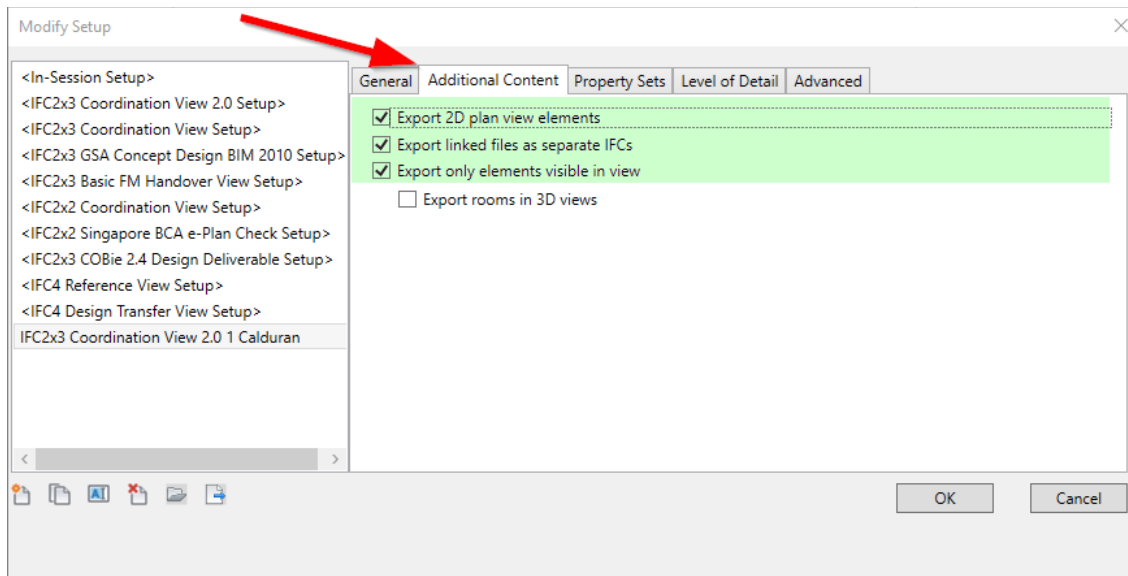 Modify Setup
<In-Session Setup>
<IFC2x3 Coordination View 2.0 Setup>
<IFC2x3 Coordination View Setup>
<IFC2x3 GSA Concept Design BIM 2010 Setup>
<IFC2x3 Basic FM Handover View Setup>
<IFC2x2 Coordination View Setup>
<IFC2x2 Singapore BCA e-Plan Check Setup>
<IFC2x3 COBie 2.4 Design Deliverable Setup>
<IFC4 Reference View Setup>
<IFC4 Design Transfer View Setup>
IFC2x3 Coordination View 2.0 1 Calduran
General Additional Content Property Sets Level of Detail Advanced
Export 2D plan view elements
Export linked files as separate IFCs
Export only elements visible in view
Export rooms in 3D views
AI
OK Cancel